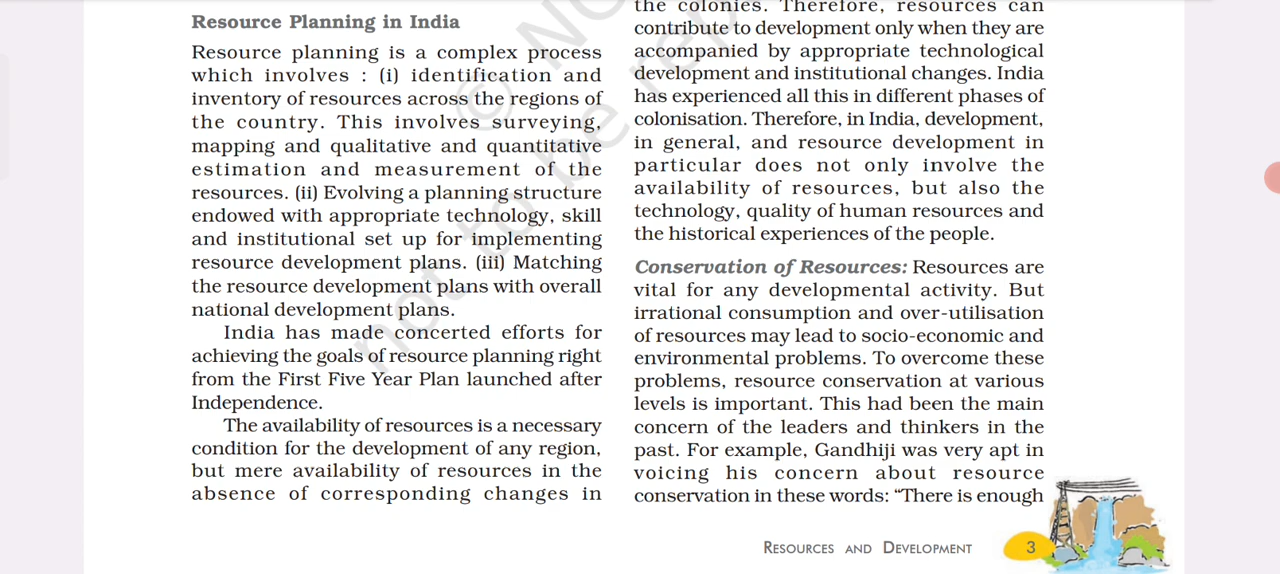 Resource Planning in India
Resource planning is a complex process
which involves : (i) identification and
inventory of resources across the regions of
the country. This involves surveying,
mapping and qualitative and quantitative
estimation and measurement of the
resources. (ii) Evolving a planning structure
endowed with appropriate technology, skill
and institutional set up for implementing
resource development plans. (iii) Matching
the resource development plans with overall
national development plans.
India has made concerted efforts for
achieving the goals of resource planning right
from the First Five Year Plan launched after
Independence.
The availability of resources is a necessary
condition for the development of any region,
but mere availability of resources in the
absence of corresponding changes in
the colonies. Therefore, resources can
contribute to development only when they are
accompanied by appropriate technological
development and institutional changes. India
has experienced all this in different phases of
colonisation. Therefore, in India, development,
in general, and resource development in
particular does not only involve the
availability of resources, but also the
technology, quality of human resources and
the historical experiences of the people.
Conservation of Resources: Resources are
vital for any developmental activity. But
irrational consumption and over-utilisation
of resources may lead to socio-economic and
environmental problems. To overcome these
problems, resource conservation at various
levels is important. This had been the main
concern of the leaders and thinkers in the
past. For example, Gandhiji was very apt in
voicing his concern about resource
conservation in these words: “There is enough
Resources and Development 3
not to be rep